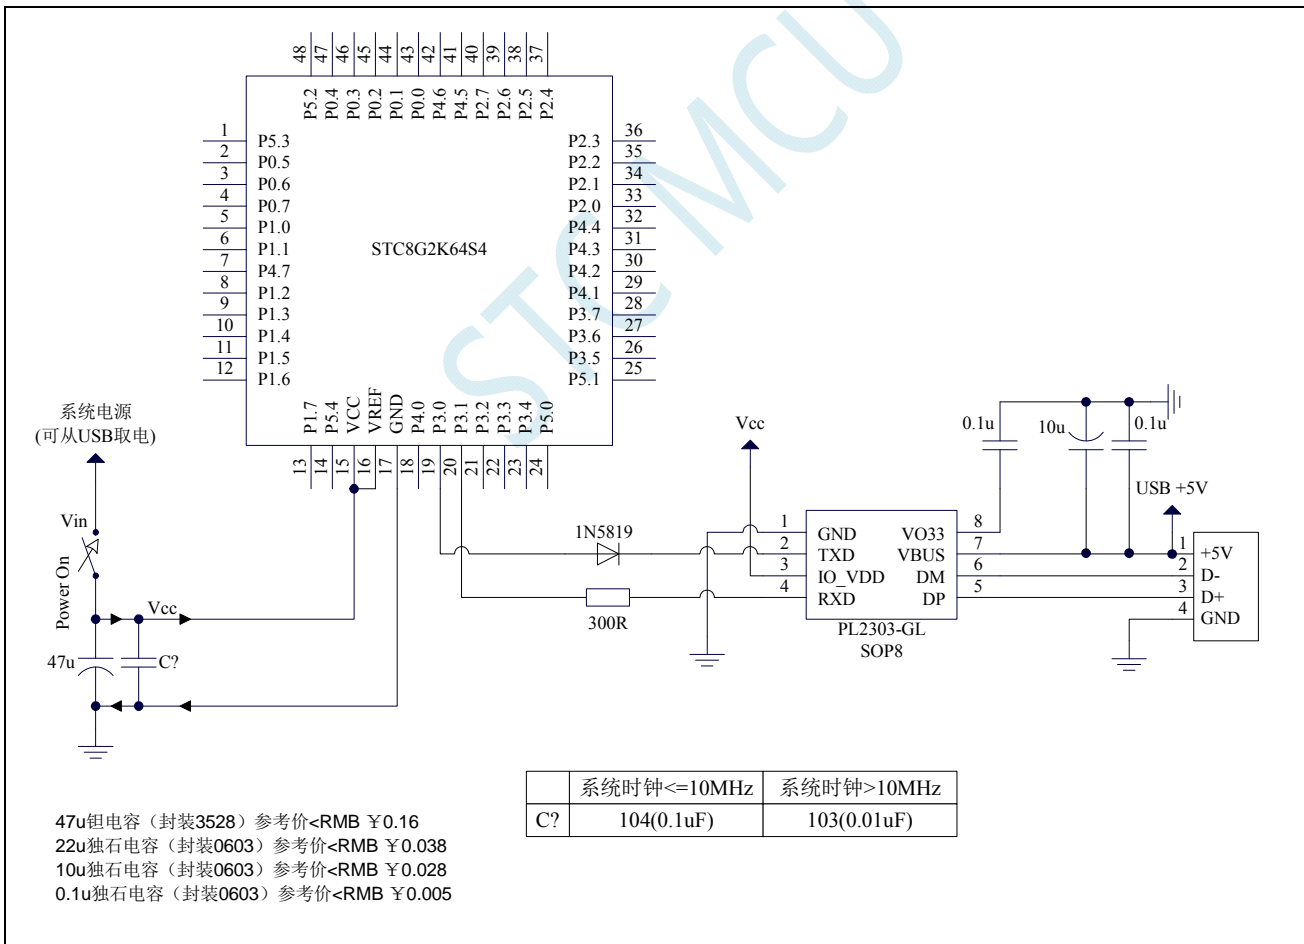 48
47
46
45
44
43
42
41
40
39
38
37
P5.2
P0.4
P0.3
P0.2
P0.1
P0.0
P4.6
P4.5
P2.7
P2.6
P2.5
P2.4
1 P5.3
2 P0.5
3 P0.6
4 P0.7
5 P1.0
6 P1.1
7 P4.7
8 P1.2
9 P1.3
10 P1.4
11 P1.5
12 P1.6
STC8G2K64S4
P2.3 36
P2.2 35
P2.1 34
P2.0 33
P4.4 32
P4.3 31
P4.2 30
P4.1 29
P3.7 28
P3.6 27
P3.5 26
P5.1 25
P1.7
P5.4
VCC
VREF
GND
P4.0
P3.0
P3.1
P3.2
P3.3
P3.4
P5.0
13
14
15
16
17
18
19
20
21
22
23
24
STC MCU
系统电源
(可从USB取电)
Vin
Power On
Vcc
47u
C?
1N5819
300R
Vcc
0.1u
10u
0.1u
USB +5V
1 GND
2 TXD
3 IO_VDD
4 RXD
VO33 8
VBUS 7
DM 6
DP 5
PL2303-GL
SOP8
1 +5V
2 D-
3 D+
4 GND
系统时钟<=10MHz 系统时钟>10MHz
C? 104(0.1uF) 103(0.01uF)
47u钽电容（封装3528）参考价<RMB ￥0.16
22u独石电容（封装0603）参考价<RMB ￥0.038
10u独石电容（封装0603）参考价<RMB ￥0.028
0.1u独石电容（封装0603）参考价<RMB ￥0.005